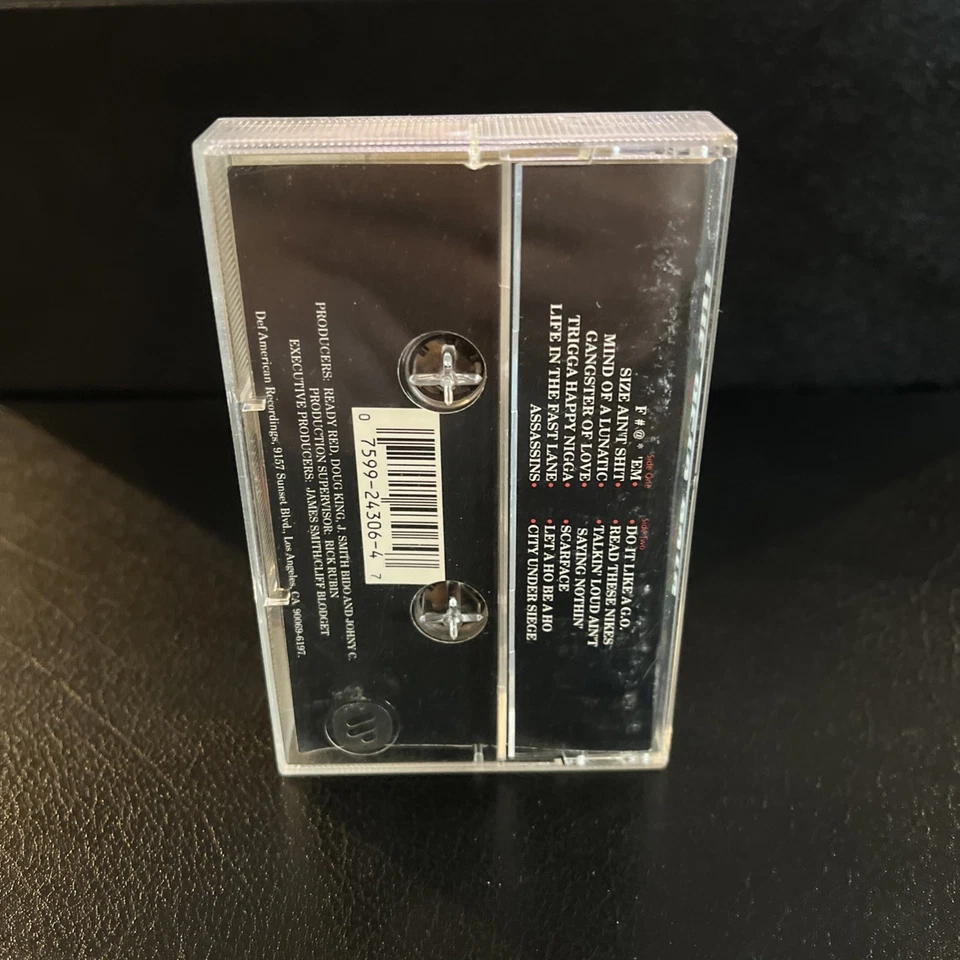 Side One
F #@* 'EM•
SIZE AIN'T SHIT•
MIND OF A LUNATIC•
GANGSTER OF LOVE•
TRIGGA HAPPY NIGGA•
LIFE IN THE FAST LANE•
ASSASSINS•
Side Two
•DO IT LIKE A G.O.
•READ THESE NIKES
•TALKIN' LOUD AIN'T
SAYING NOTHIN'
•SCARFACE
•LET A HO BE A HO
•CITY UNDER SIEGE
0 7599-24306-4 7
PRODUCERS: READY RED, DOUG KING, J. SMITH BIDO AND JOHNY C.
PRODUCTION SUPERVISOR: RICK RUBIN
EXECUTIVE PRODUCERS: JAMES SMITH/CLIFF BLODGET
Def American Recordings, 9157 Sunset Blvd., Los Angeles, CA 90069-6197.